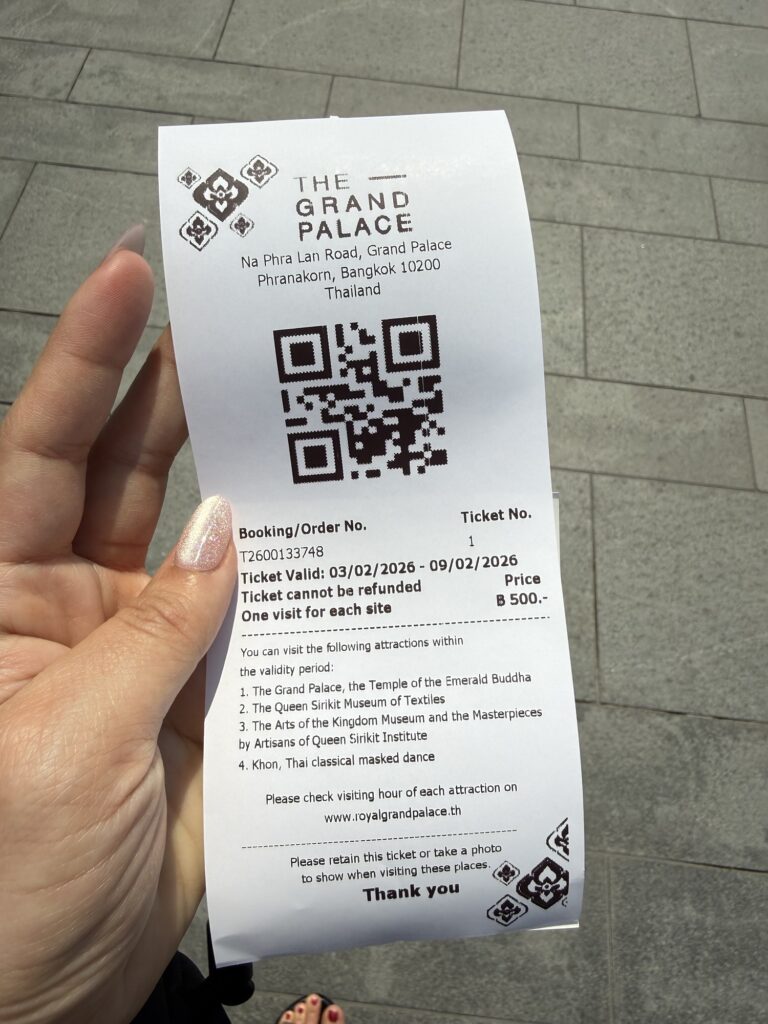 THE
GRAND
PALACE
Na Phra Lan Road, Grand Palace
Phranakorn, Bangkok 10200
Thailand
Booking/Order No. Ticket No.
T2600133748 1
Ticket Valid: 03/02/2026 - 09/02/2026
Ticket cannot be refunded Price
One visit for each site ฿ 500.-
You can visit the following attractions within
the validity period:
1. The Grand Palace, the Temple of the Emerald Buddha
2. The Queen Sirikit Museum of Textiles
3. The Arts of the Kingdom Museum and the Masterpieces
by Artisans of Queen Sirikit Institute
4. Khon, Thai classical masked dance
Please check visiting hour of each attraction on
www.royalgrandpalace.th
Please retain this ticket or take a photo
to show when visiting these places.
Thank you